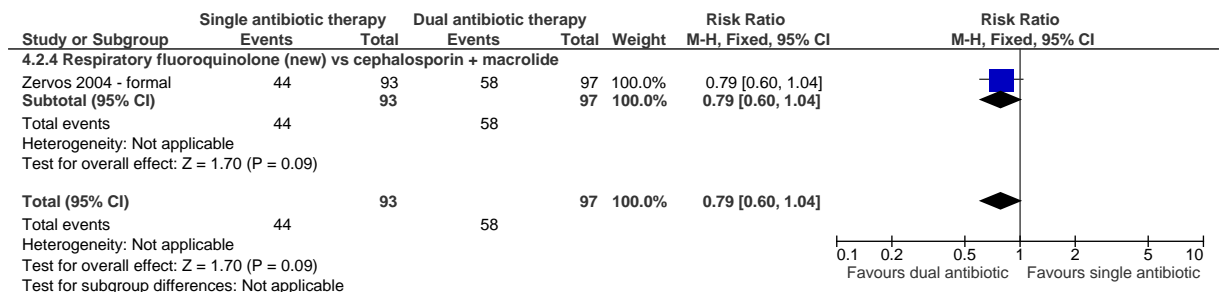 Single antibiotic therapy Dual antibiotic therapy Risk Ratio Risk Ratio
Study or Subgroup Events Total Events Total Weight M-H, Fixed, 95% CI M-H, Fixed, 95% CI
4.2.4 Respiratory fluoroquinolone (new) vs cephalosporin + macrolide
Zervos 2004 - formal 44 93 58 97 100.0% 0.79 [0.60, 1.04]
Subtotal (95% CI) 93 97 100.0% 0.79 [0.60, 1.04]
Total events 44 58
Heterogeneity: Not applicable
Test for overall effect: Z = 1.70 (P = 0.09)
Total (95% CI) 93 97 100.0% 0.79 [0.60, 1.04]
Total events 44 58
Heterogeneity: Not applicable
Test for overall effect: Z = 1.70 (P = 0.09)
Test for subgroup differences: Not applicable
0.1 0.2 0.5 1 2 5 10
Favours dual antibiotic Favours single antibiotic